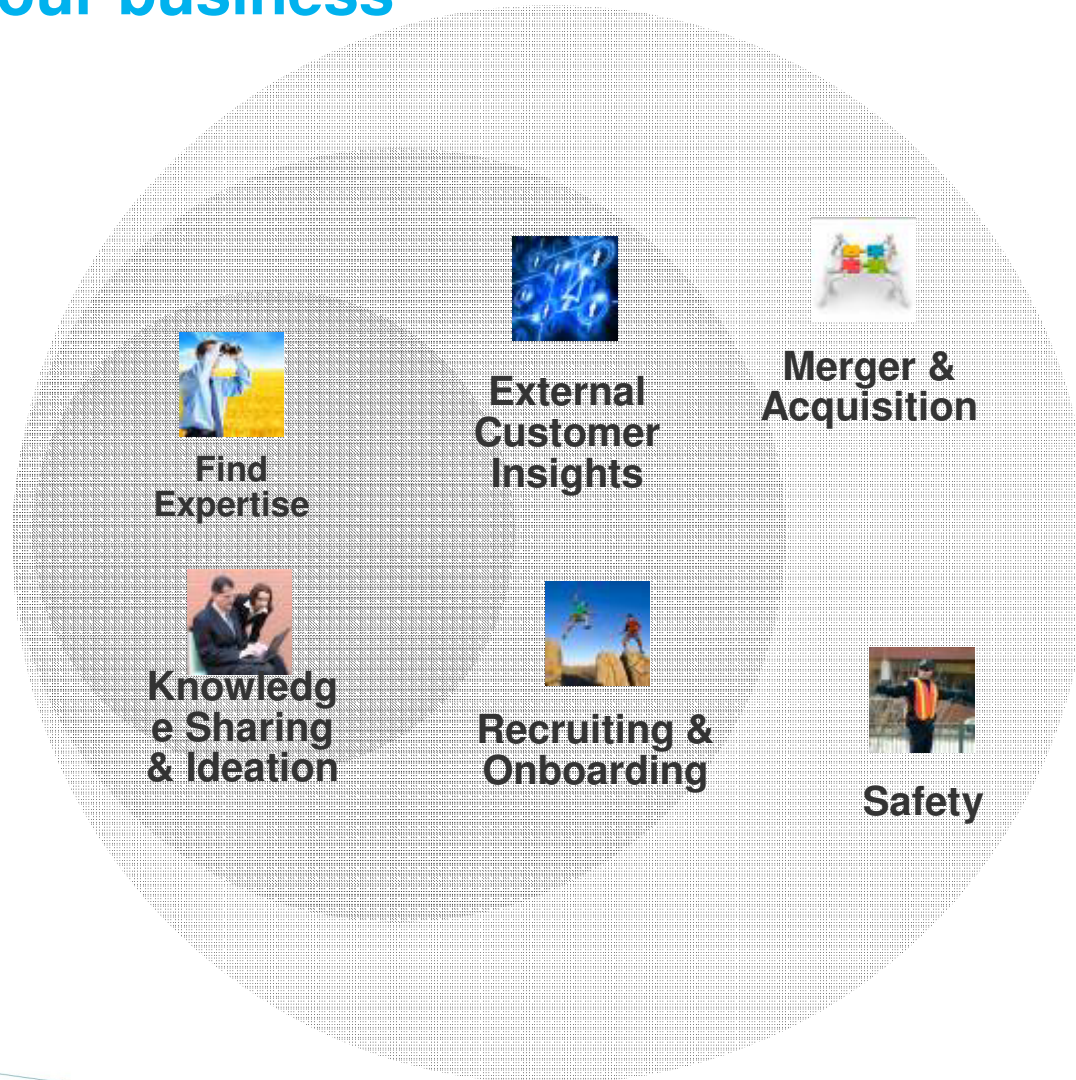 our business
External
Customer
Insights
Merger &
Acquisition
Find
Expertise
Knowledg
e Sharing
& Ideation
Recruiting &
Onboarding
Safety